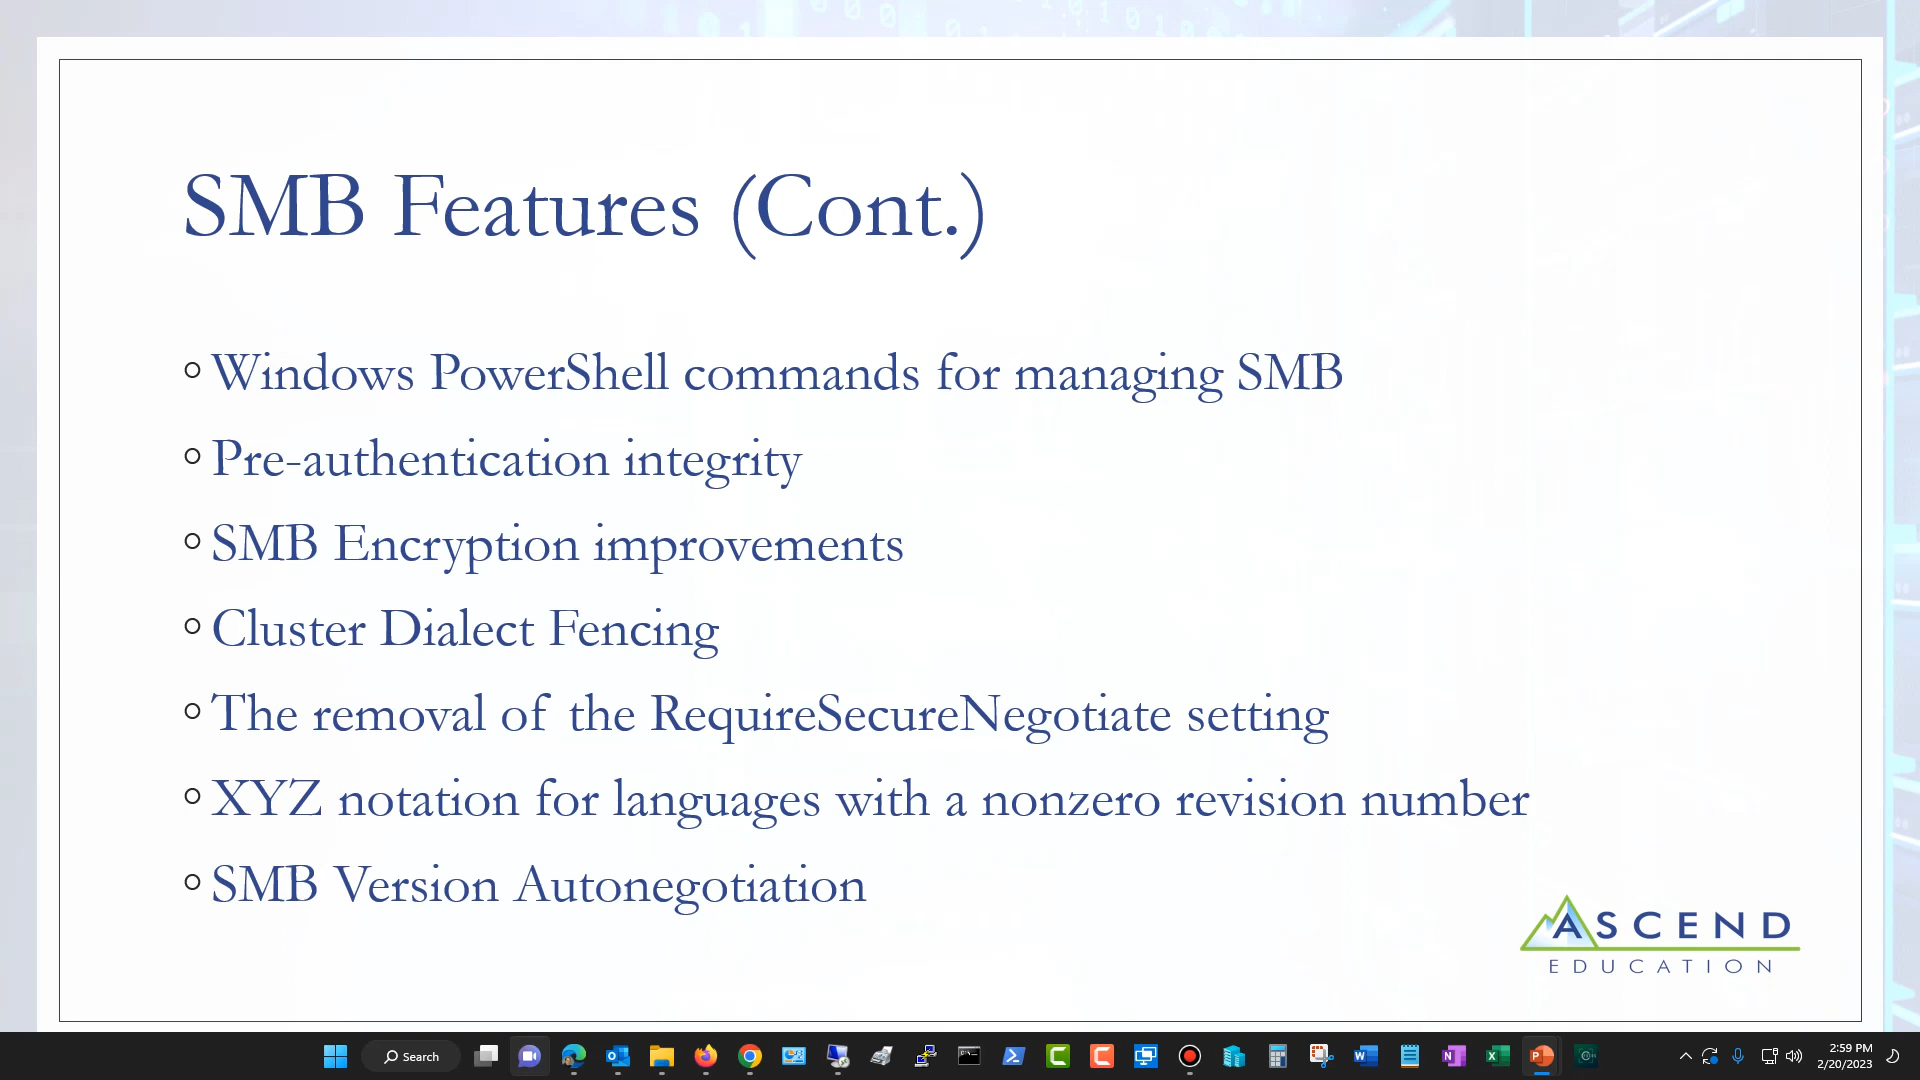 SMB Features (Cont.)
Windows PowerShell commands for managing SMB
Pre-authentication integrity
SMB Encryption improvements
Cluster Dialect Fencing
The removal of the RequireSecureNegotiate setting
XYZ notation for languages with a nonzero revision number
SMB Version Autonegotiation
ASCEND
EDUCATION
Search
2:59 PM
2/20/2023